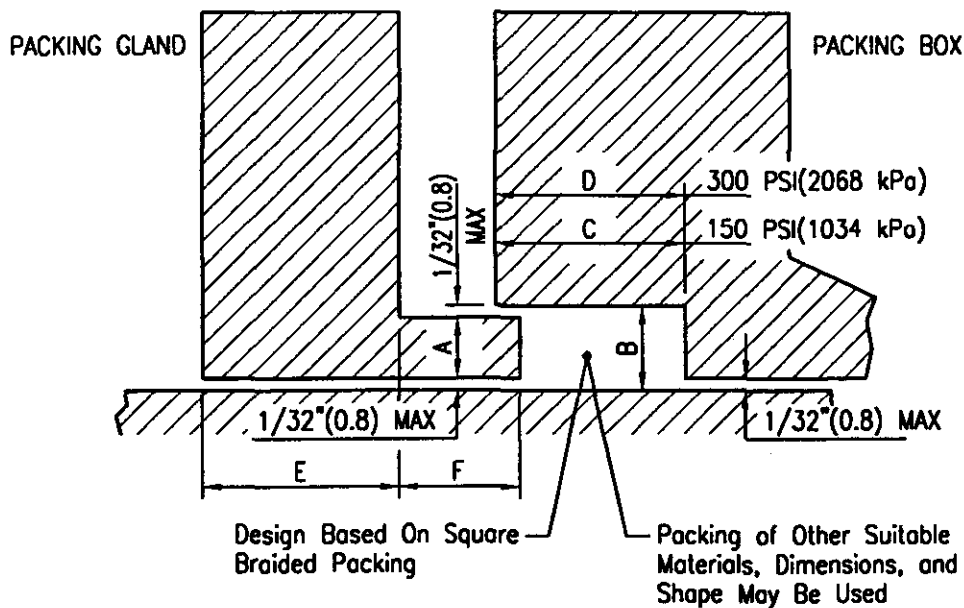 PACKING GLAND
PACKING BOX
D
300 PSI(2068 kPa)
C
150 PSI(1034 kPa)
1/32"(0.8)
MAX
A
B
1/32"(0.8) MAX
1/32"(0.8) MAX
E
F
Design Based On Square
Braided Packing
Packing of Other Suitable
Materials, Dimensions, and
Shape May Be Used